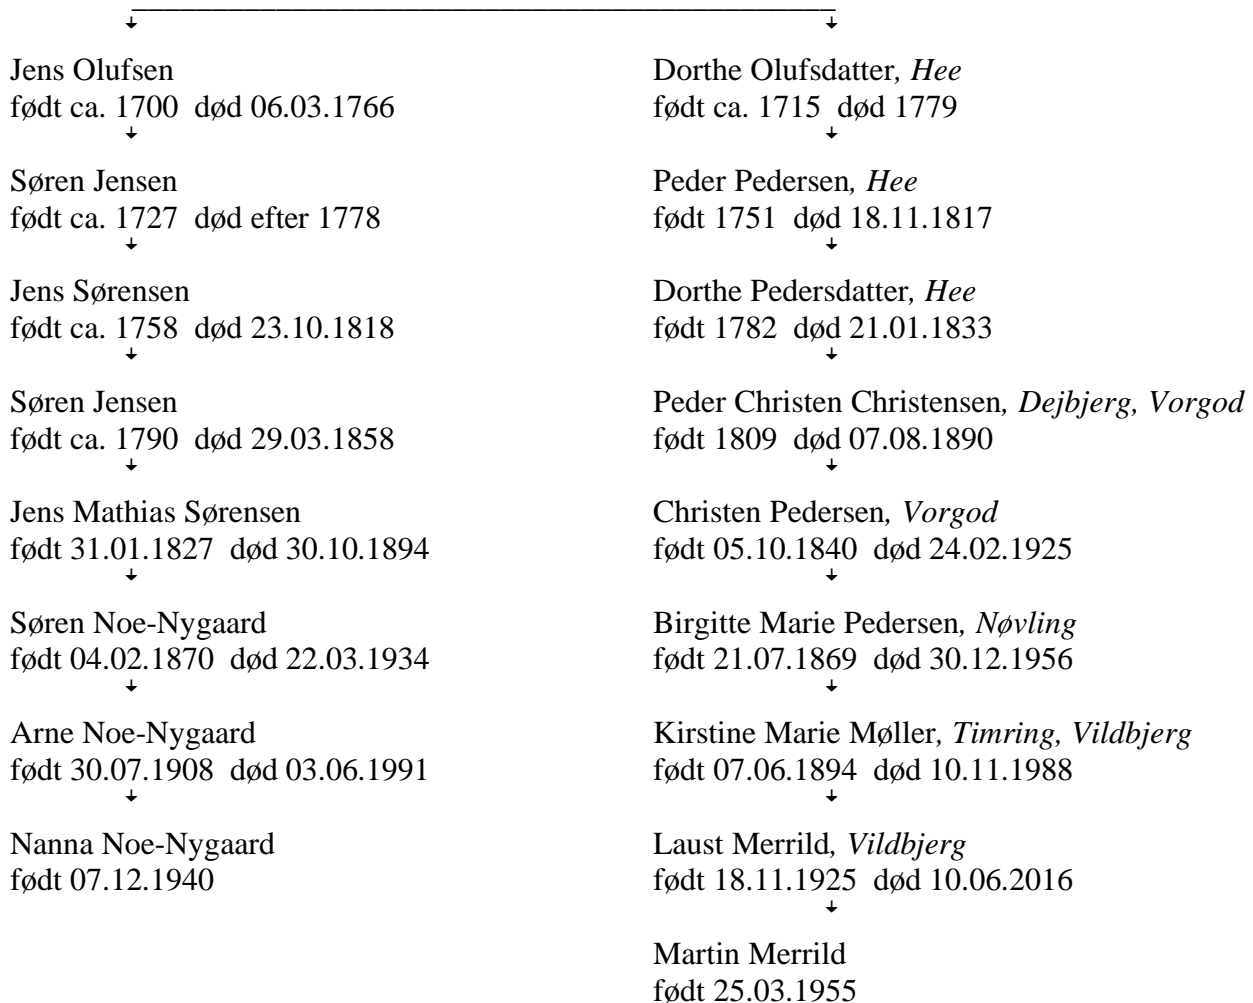 Jens Olufsen
født ca. 1700 død 06.03.1766
Søren Jensen
født ca. 1727 død efter 1778
Jens Sørensen
født ca. 1758 død 23.10.1818
Søren Jensen
født ca. 1790 død 29.03.1858
Jens Mathias Sørensen
født 31.01.1827 død 30.10.1894
Søren Noe-Nygaard
født 04.02.1870 død 22.03.1934
Arne Noe-Nygaard
født 30.07.1908 død 03.06.1991
Nanna Noe-Nygaard
født 07.12.1940
Dorthe Olufsdatter, Hee
født ca. 1715 død 1779
Peder Pedersen, Hee
født 1751 død 18.11.1817
Dorthe Pedersdatter, Hee
født 1782 død 21.01.1833
Peder Christen Christensen, Dejbjerg, Vorgod
født 1809 død 07.08.1890
Christen Pedersen, Vorgod
født 05.10.1840 død 24.02.1925
Birgitte Marie Pedersen, Nøvling
født 21.07.1869 død 30.12.1956
Kirstine Marie Møller, Timring, Vildbjerg
født 07.06.1894 død 10.11.1988
Laust Merrild, Vildbjerg
født 18.11.1925 død 10.06.2016
Martin Merrild
født 25.03.1955